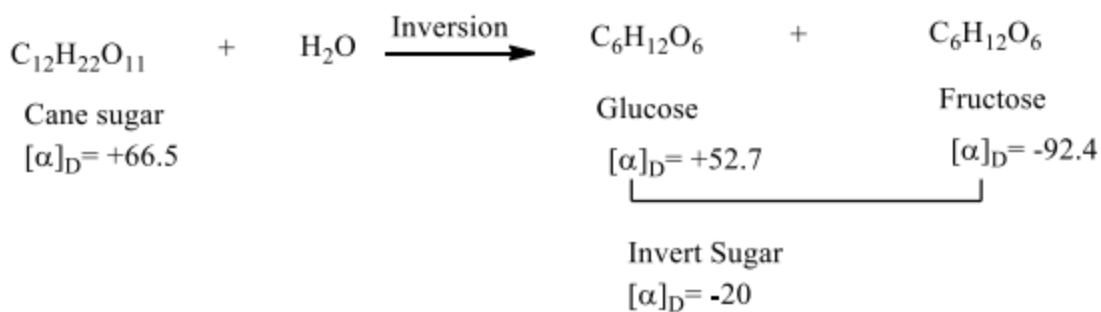 C₁₂H₂₂O₁₁ + H₂O Inversion C₆H₁₂O₆ + C₆H₁₂O₆
Cane sugar Glucose Fructose
[α]D= +66.5 [α]D= +52.7 [α]D= -92.4
Invert Sugar
[α]D= -20